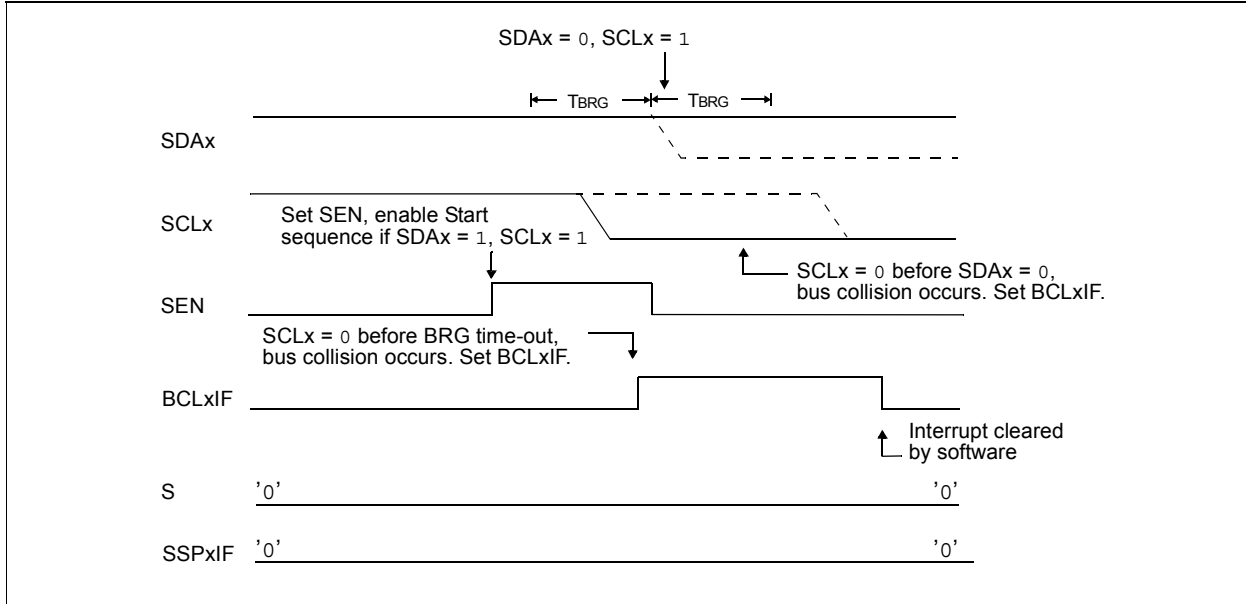 SDAx = 0, SCLx = 1
TBRG TBRG
SDAx
SCLx
Set SEN, enable Start
sequence if SDAx = 1, SCLx = 1
SCLx = 0 before SDAx = 0,
bus collision occurs. Set BCLxIF.
SEN
SCLx = 0 before BRG time-out,
bus collision occurs. Set BCLxIF.
BCLxIF
Interrupt cleared
by software
S '0' '0'
SSPxIF '0' '0'